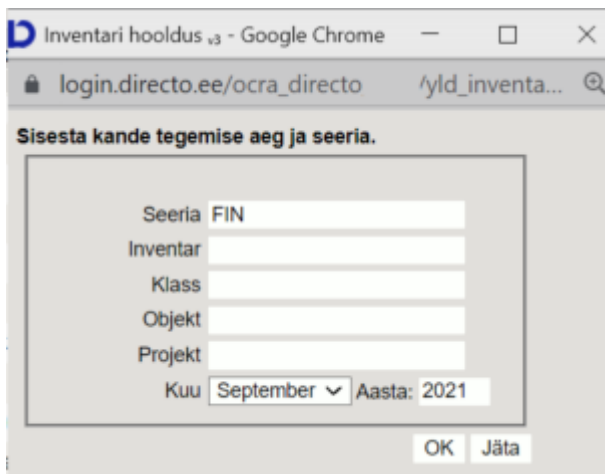 Inventari hooldus v3 - Google Chrome
login.directo.ee/ocra_directo /yld_inventa...
Sisesta kande tegemise aeg ja seeria.
Seeria FIN
Inventar
Klass
Objekt
Projekt
Kuu September Aasta: 2021
OK Jäta